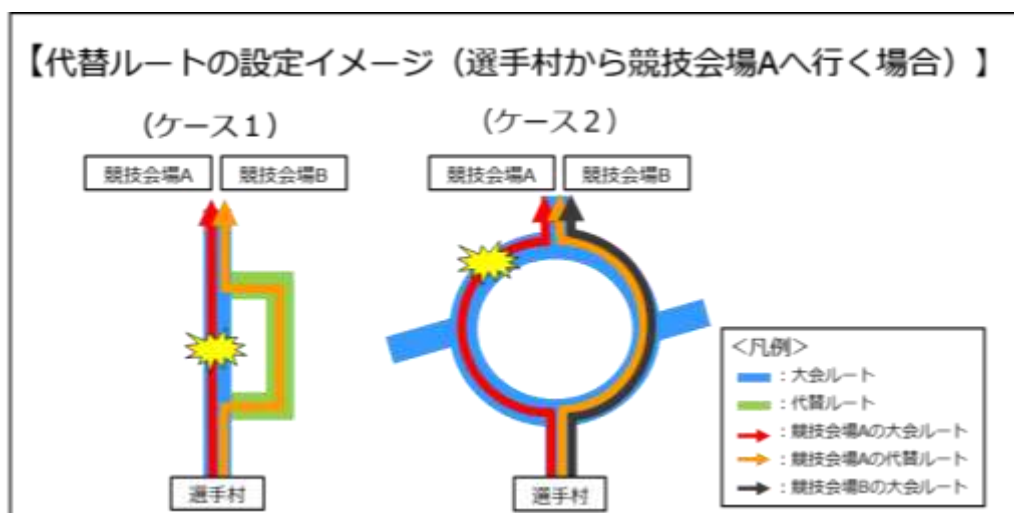 【代替ルートの設定イメージ（選手村から競技会場Aへ行く場合）】
（ケース１）
（ケース２）
競技会場A
競技会場B
競技会場A
競技会場B
選手村
選手村
＜凡例＞
：大会ルート
：代替ルート
：競技会場Aの大会ルート
：競技会場Aの代替ルート
：競技会場Bの大会ルート